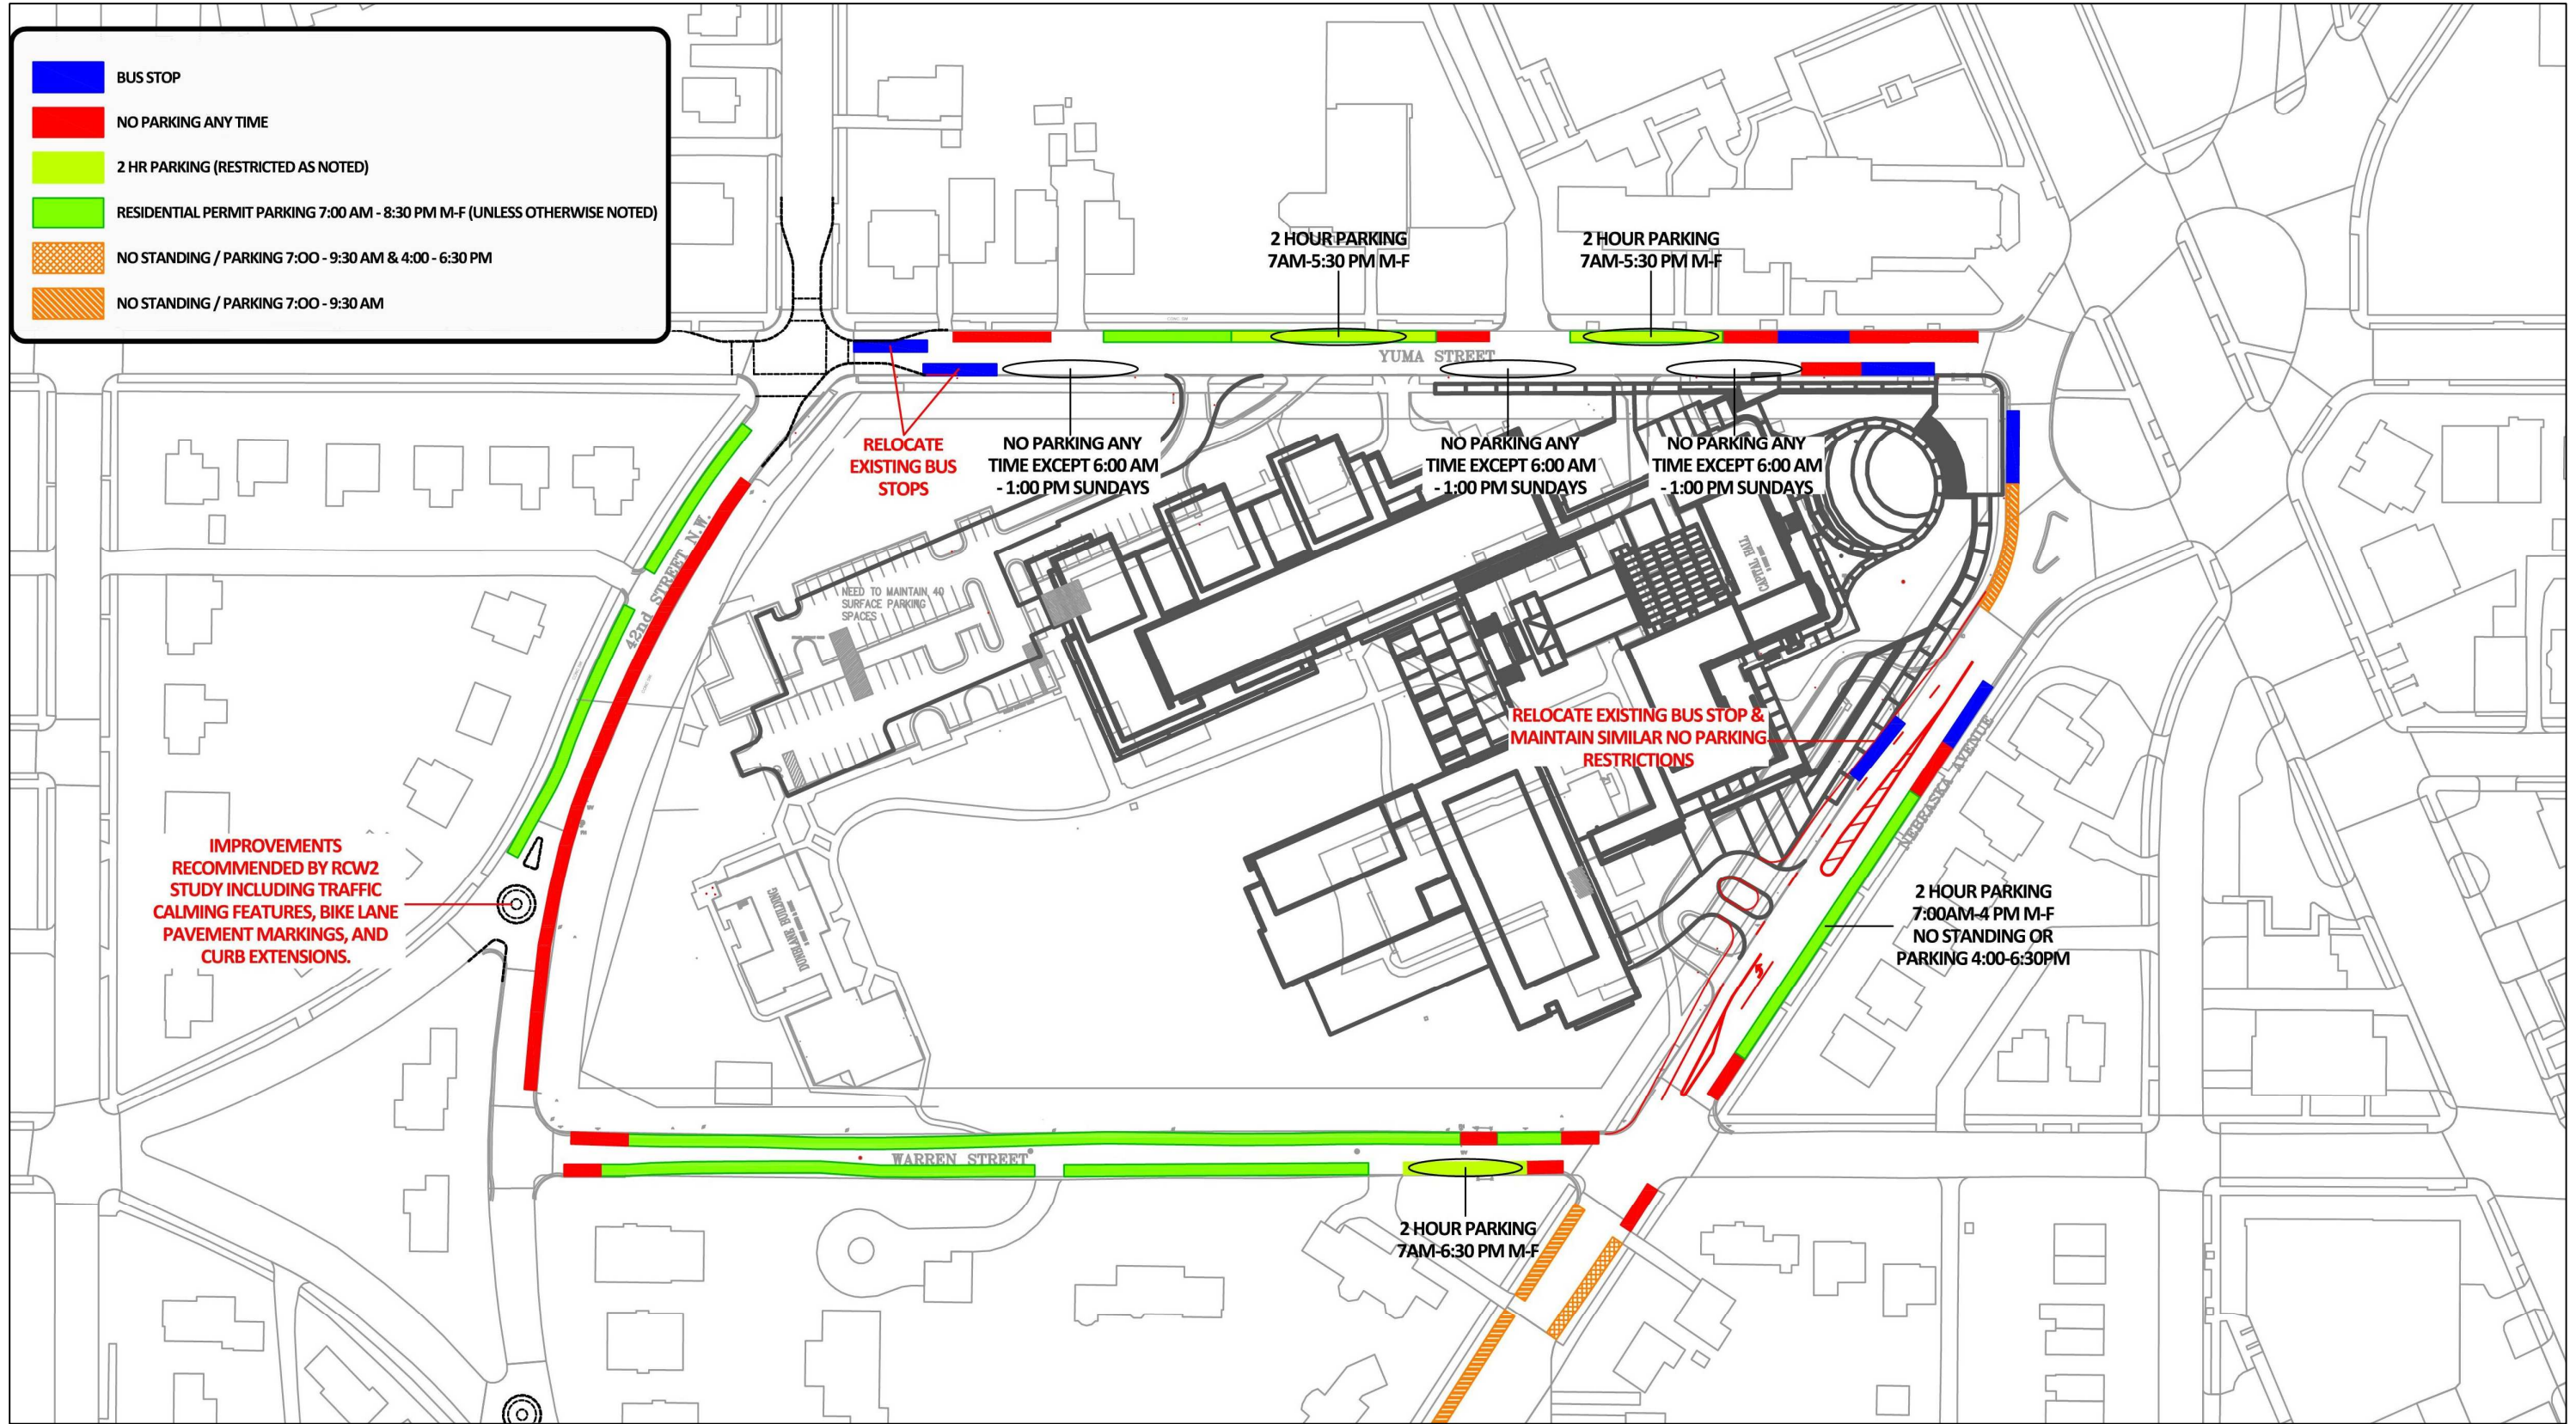 BUS STOP
NO PARKING ANY TIME
2 HR PARKING (RESTRICTED AS NOTED)
RESIDENTIAL PERMIT PARKING 7:00 AM - 8:30 PM M-F (UNLESS OTHERWISE NOTED)
NO STANDING / PARKING 7:OO - 9:30 AM & 4:00 - 6:30 PM
NO STANDING / PARKING 7:OO - 9:30 AM
2 HOUR PARKING
7AM-5:30 PM M-F
2 HOUR PARKING
7AM-5:30 PM M-F
YUMA STREET
RELOCATE
EXISTING BUS
STOPS
NO PARKING ANY
TIME EXCEPT 6:00 AM
- 1:00 PM SUNDAYS
NO PARKING ANY
TIME EXCEPT 6:00 AM
- 1:00 PM SUNDAYS
NO PARKING ANY
TIME EXCEPT 6:00 AM
- 1:00 PM SUNDAYS
42nd STREET N.W.
NEED TO MAINTAIN 40
SURFACE PARKING
SPACES
CAPITAL HALL
RELOCATE EXISTING BUS STOP &
MAINTAIN SIMILAR NO PARKING
RESTRICTIONS
NEBRASKA AVENUE
IMPROVEMENTS
RECOMMENDED BY RCW2
STUDY INCLUDING TRAFFIC
CALMING FEATURES, BIKE LANE
PAVEMENT MARKINGS, AND
CURB EXTENSIONS.
DUNBLANE BUILDING
2 HOUR PARKING
7:00AM-4 PM M-F
NO STANDING OR
PARKING 4:00-6:30PM
WARREN STREET
2 HOUR PARKING
7AM-6:30 PM M-F